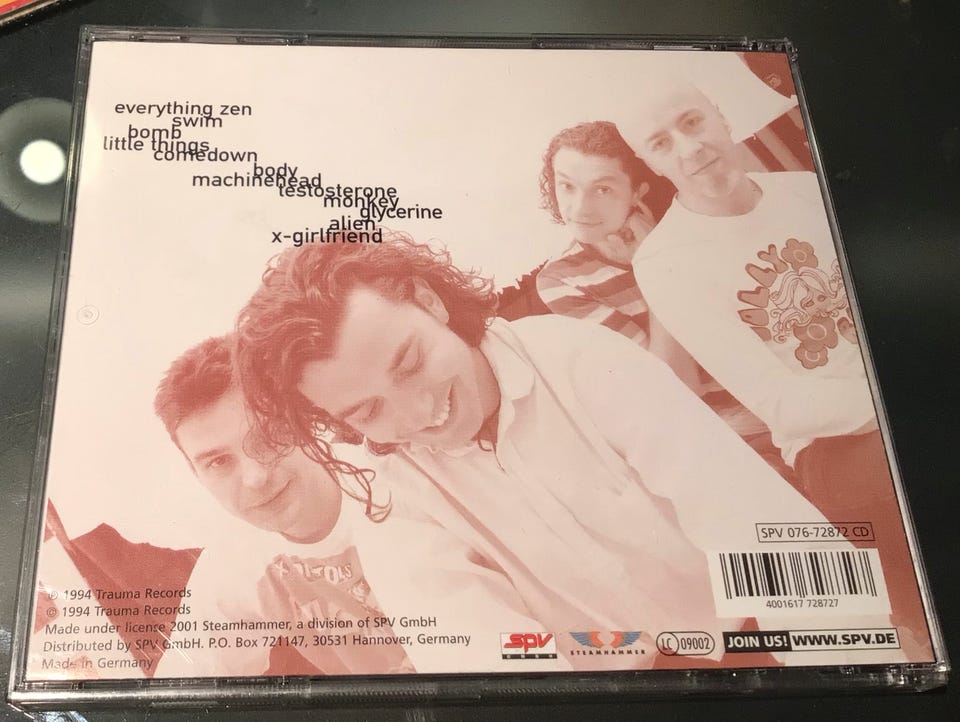 everything zen
swim
bomb
little things
comedown
body
machinehead
testosterone
monkey
glycerine
alien
x-girlfriend
SPV 076-72872 CD
4001617 728727
℗ 1994 Trauma Records
© 1994 Trauma Records
Made under license 2001 Steamhammer, a division of SPV GmbH
Distributed by SPV GmbH. P.O. Box 721147, 30531 Hannover, Germany
Made in Germany
spv
GMBH
STEAMHAMMER
LC 09002
JOIN US! WWW.SPV.DE